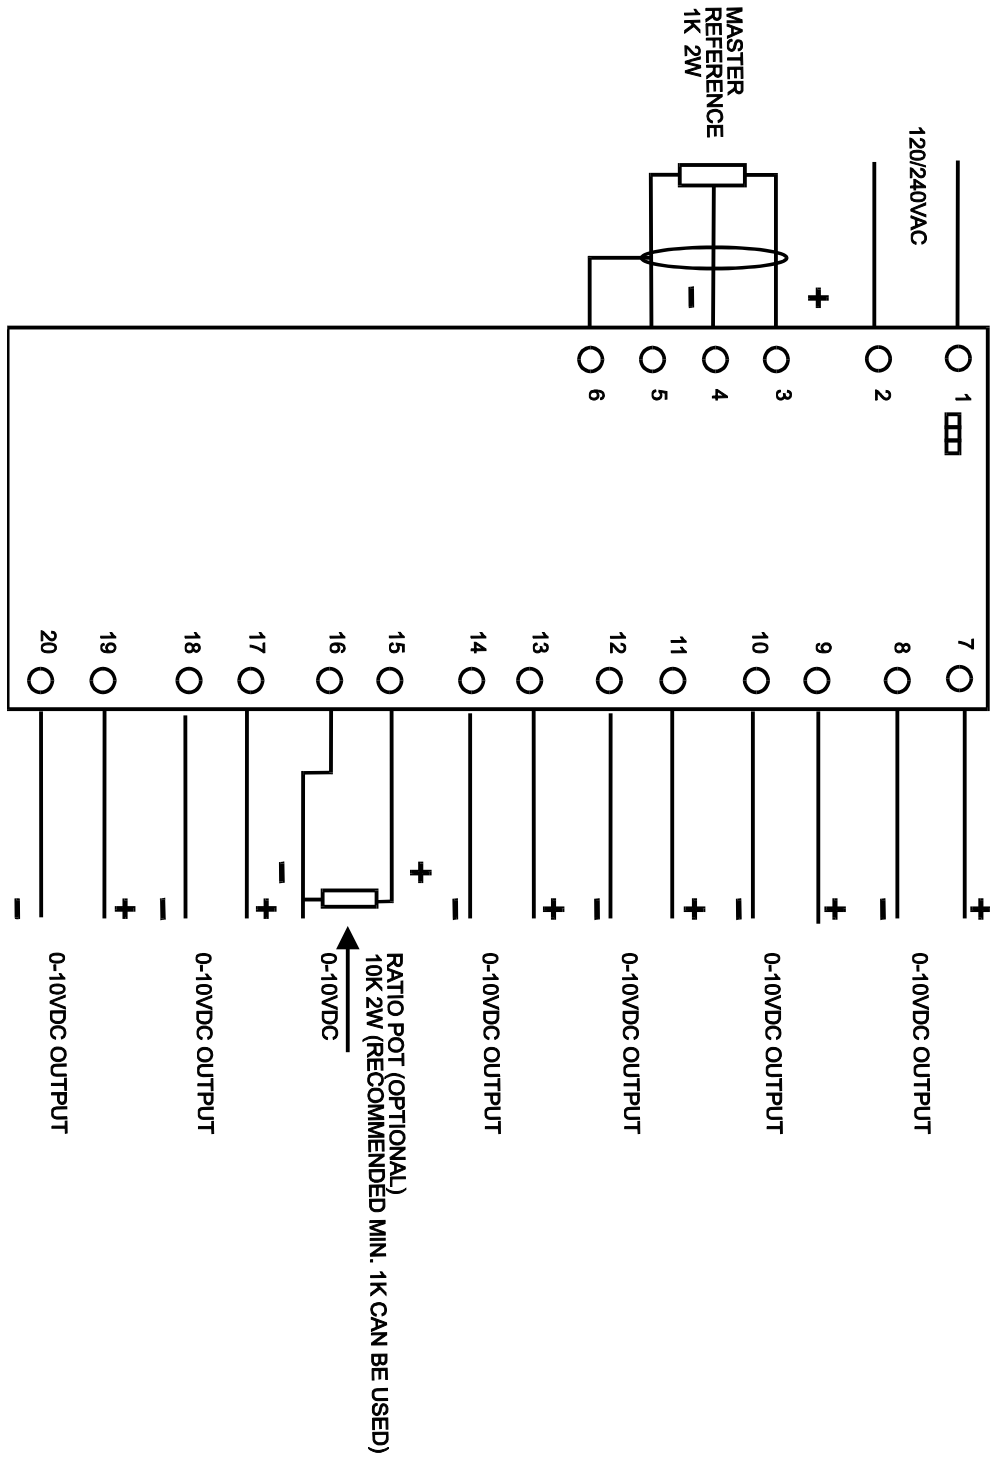 MASTER
REFERENCE
1K 2W
120/240VAC
+
-
1
2
3
4
5
6
7
8
9
10
11
12
13
14
15
16
17
18
19
20
+
-
+
-
+
-
+
-
+
-
+
-
+
-
0-10VDC OUTPUT
0-10VDC OUTPUT
0-10VDC OUTPUT
0-10VDC OUTPUT
RATIO POT (OPTIONAL)
10K 2W (RECOMMENDED MIN. 1K CAN BE USED)
0-10VDC
0-10VDC OUTPUT
0-10VDC OUTPUT